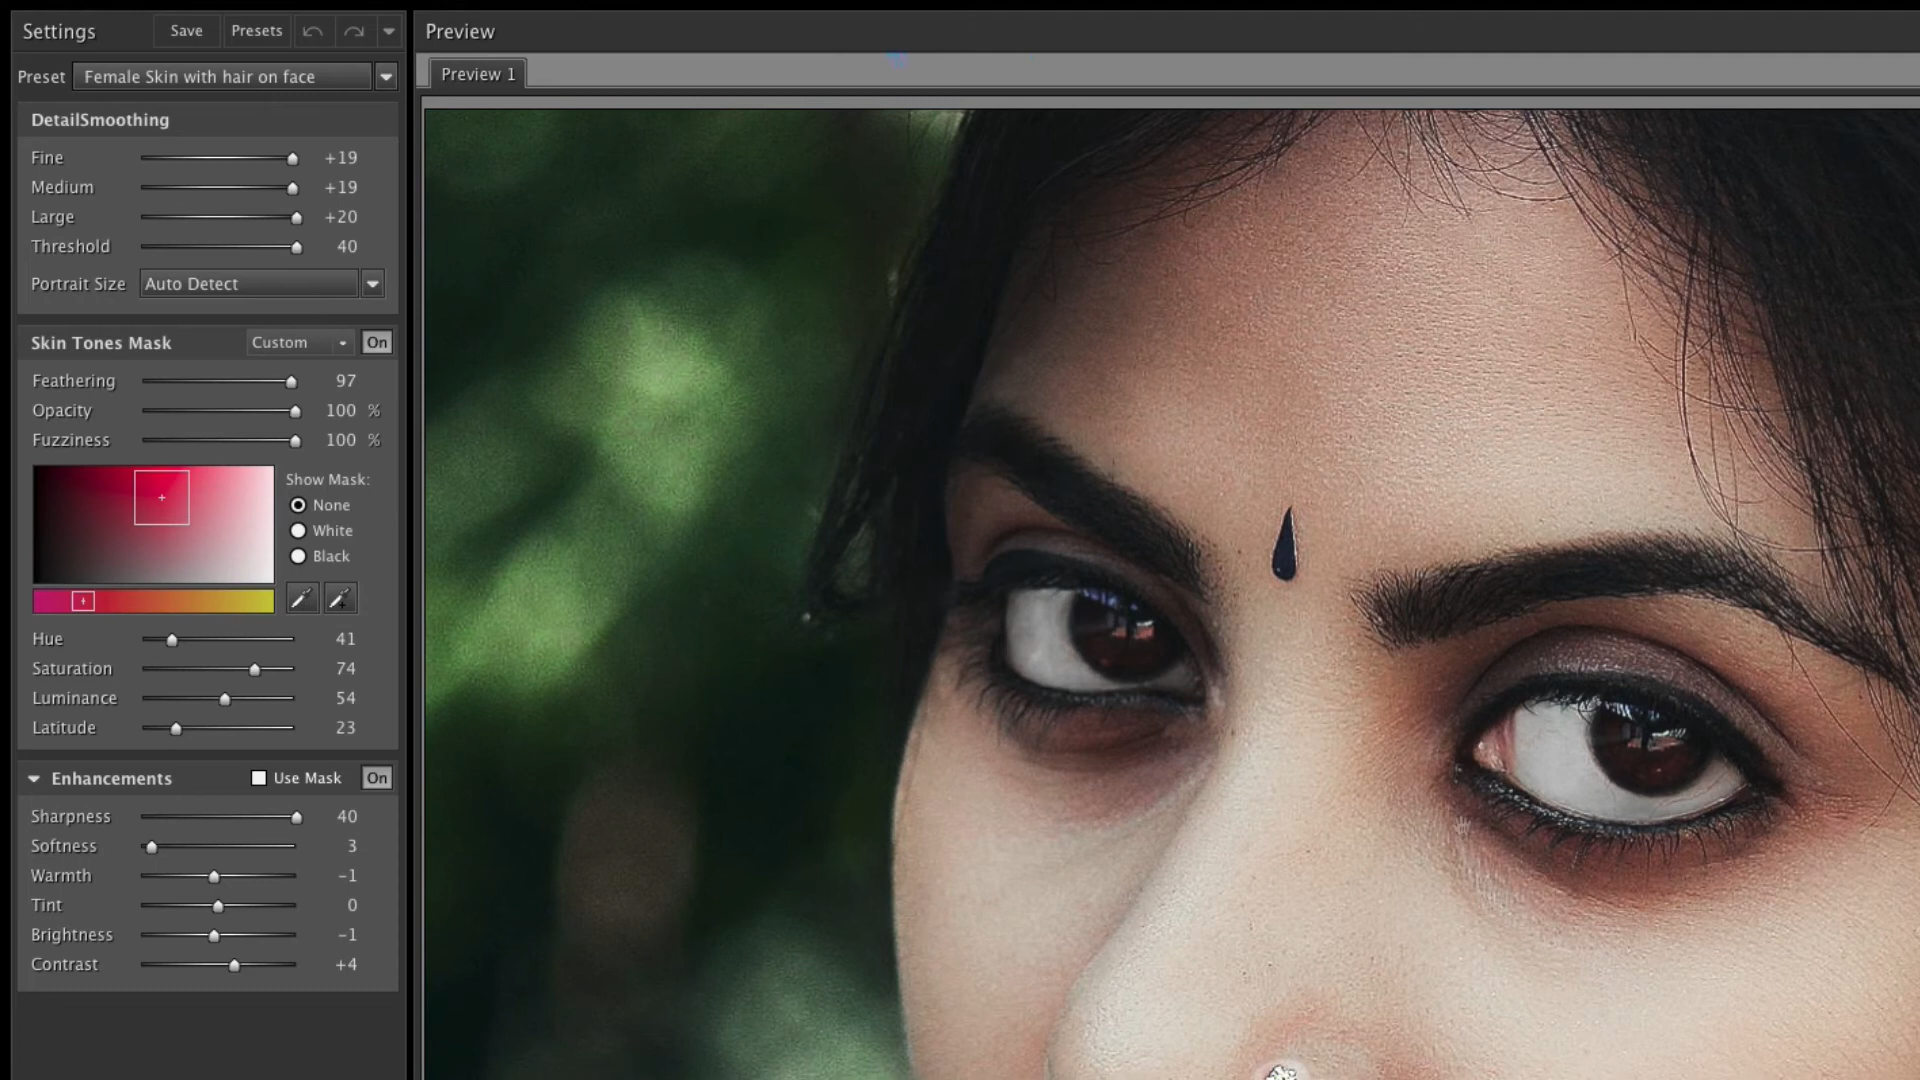 Settings Save Presets
Preset Female Skin with hair on face
DetailSmoothing
Fine +19
Medium +19
Large +20
Threshold 40
Portrait Size Auto Detect
Skin Tones Mask Custom On
Feathering 97
Opacity 100 %
Fuzziness 100 %
Show Mask:
None
White
Black
Hue 41
Saturation 74
Luminance 54
Latitude 23
Enhancements Use Mask On
Sharpness 40
Softness 3
Warmth -1
Tint 0
Brightness -1
Contrast +4
Preview
Preview 1